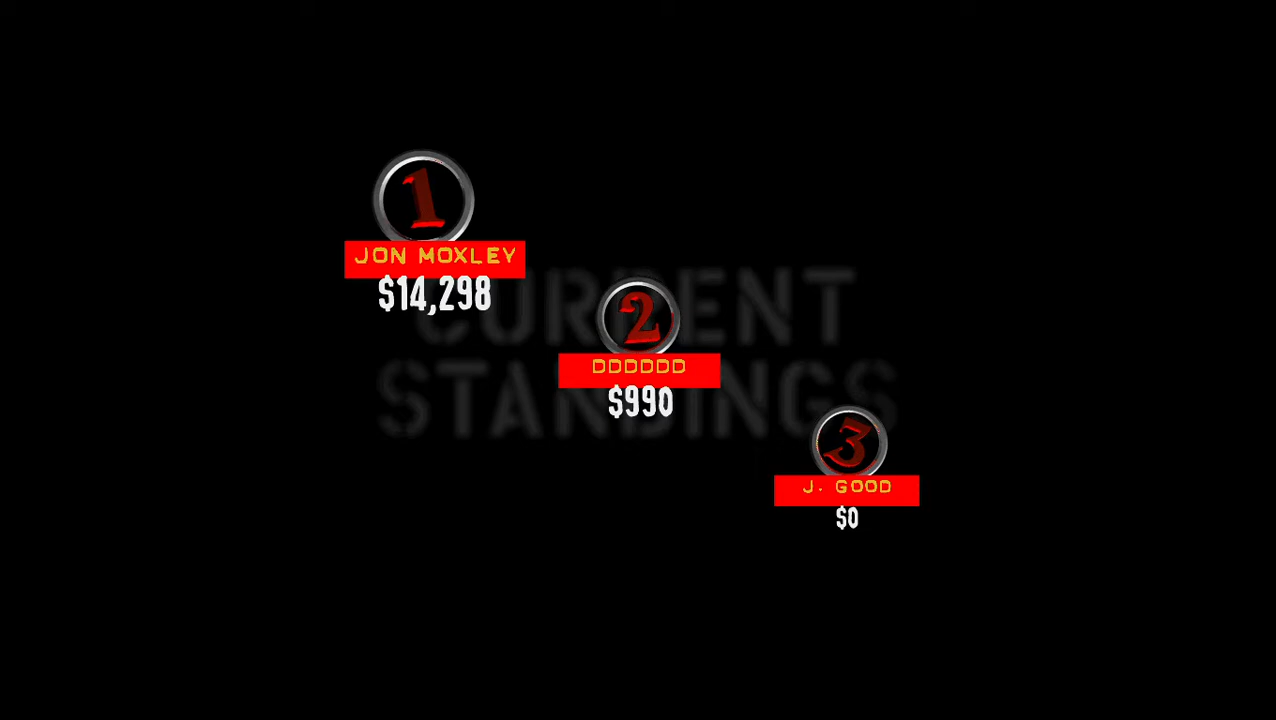 1
JON MOXLEY
$14,298
CURRENT
STANDINGS
2
DDDDDD
$990
3
J. GOOD
$0